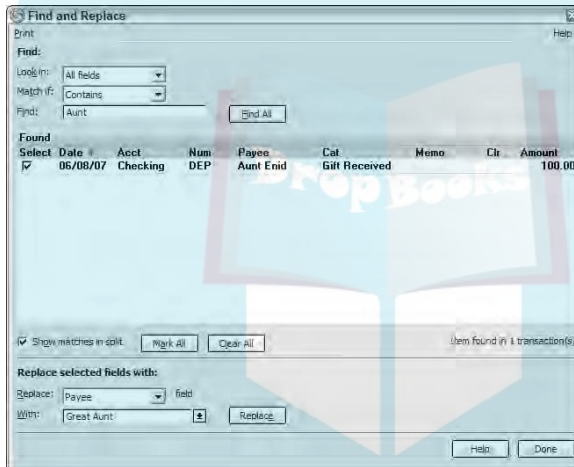 Find and Replace
Print Help
Find:
Look in: All fields
Match if: Contains
Find: Aunt Find All
Found
Select Date Acct Num Payee Cat Memo Clr Amount
06/08/07 Checking DEP Aunt Enid Gift Received 100.00
DropBooks
Show matches in split Mark All Clear All Item found in 1 transaction(s)
Replace selected fields with:
Replace: Payee field
With: Great Aunt Replace
Help Done